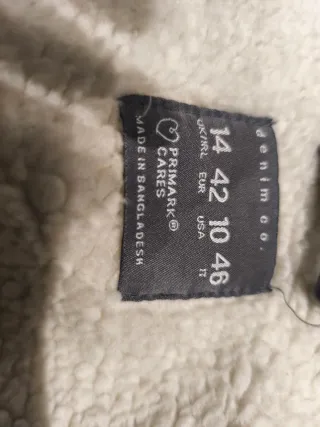 denim co.
14 42 10 46
UK/IRL EUR USA IT
PRIMARK®
CARES
MADE IN BANGLADESH